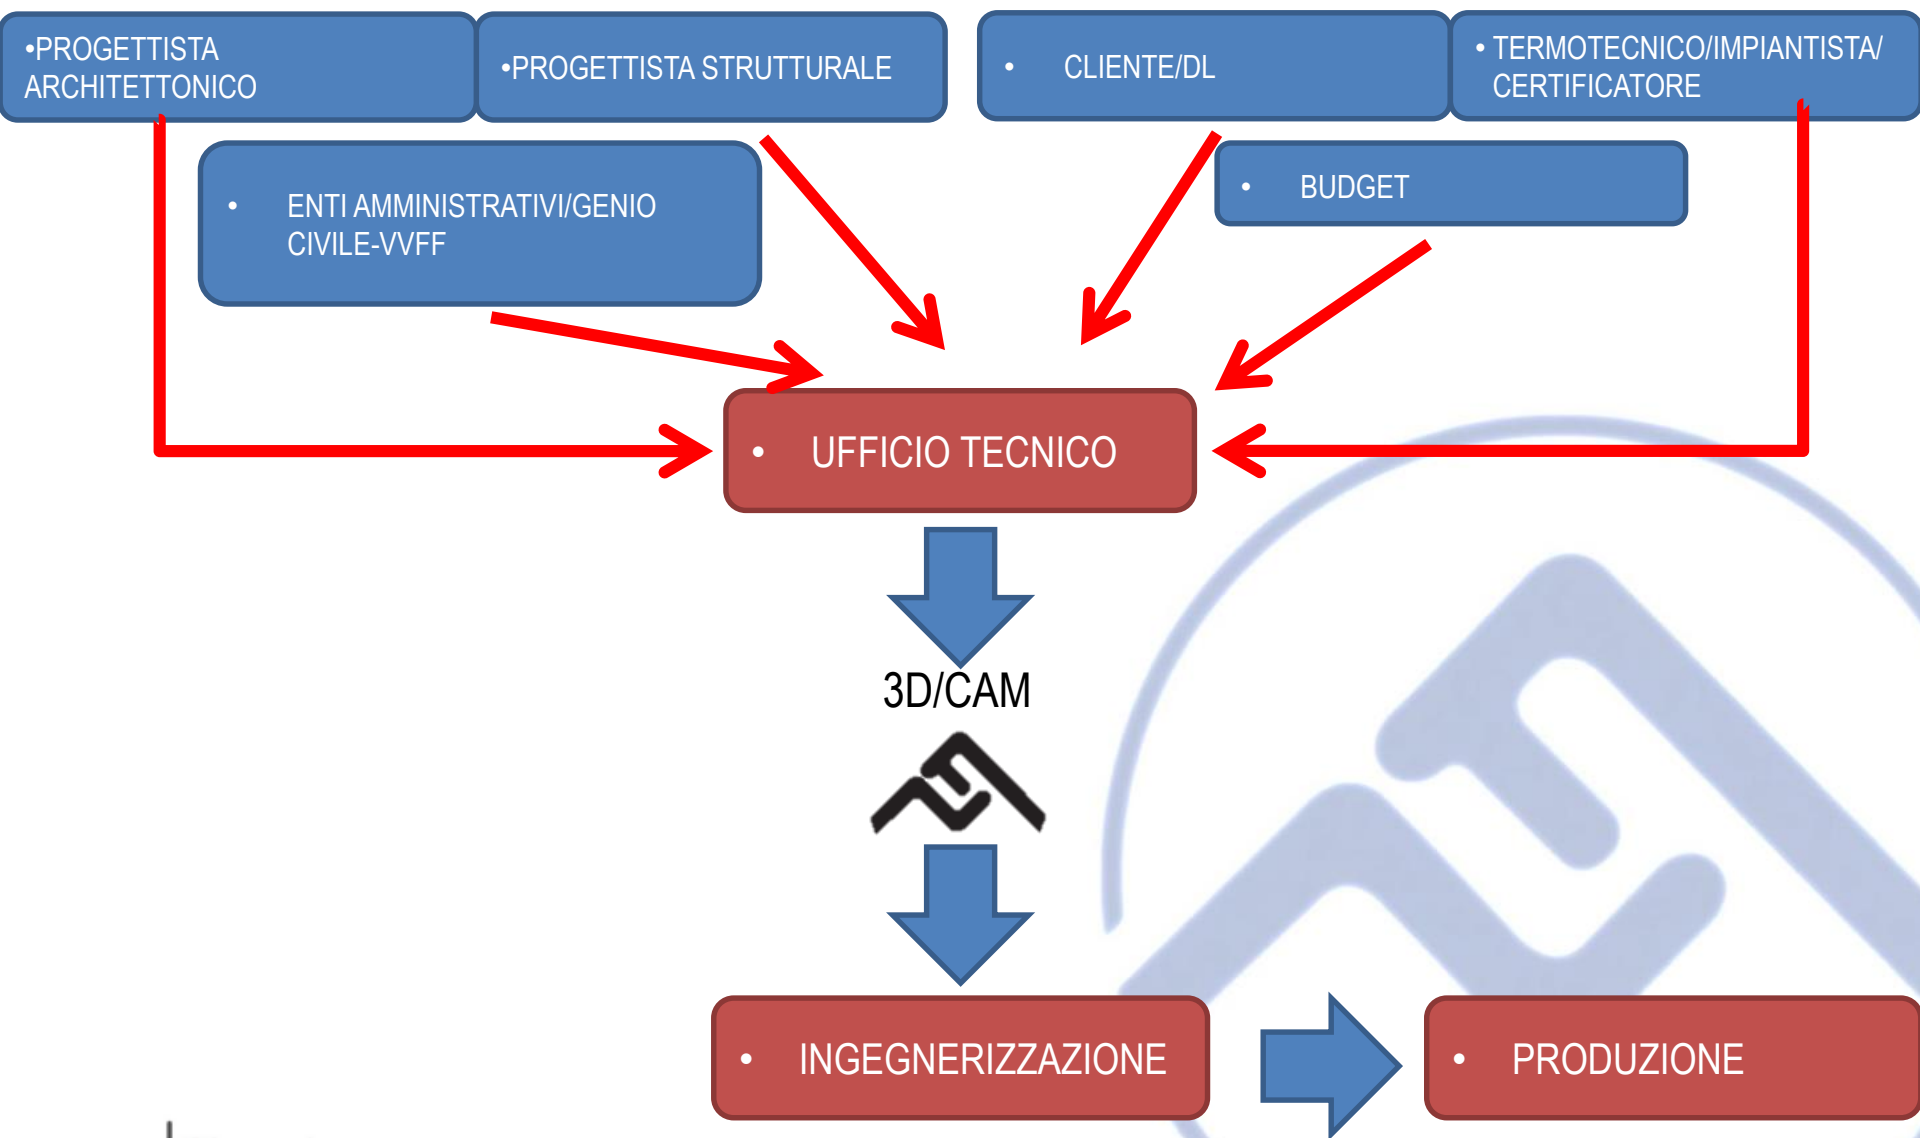 •PROGETTISTA
ARCHITETTONICO
•PROGETTISTA STRUTTURALE
• CLIENTE/DL
• TERMOTECNICO/IMPIANTISTA/
CERTIFICATORE
• ENTI AMMINISTRATIVI/GENIO
CIVILE-VVFF
• BUDGET
• UFFICIO TECNICO
3D/CAM
• INGEGNERIZZAZIONE
• PRODUZIONE